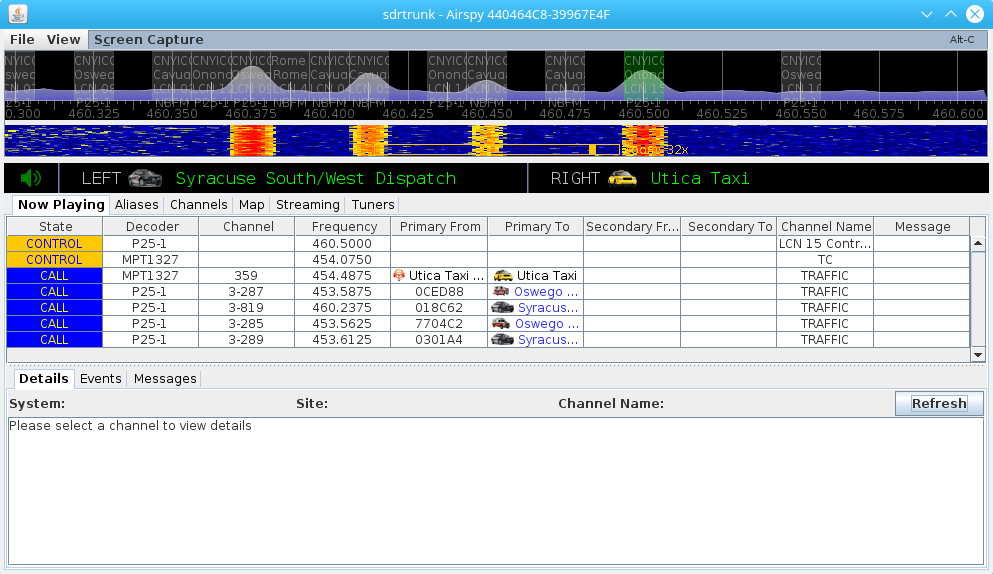 sdrtrunk - Airspy 440464C8-39967E4F
File View Screen Capture Alt-C
0.300 460.325 460.350 460.375 460.400 460.425 460.450 460.475 460.500 460.525 460.550 460.575 460.600
LEFT Syracuse South/West Dispatch RIGHT Utica Taxi
Now Playing Aliases Channels Map Streaming Tuners
State Decoder Channel Frequency Primary From Primary To Secondary Fr... Secondary To Channel Name Message
CONTROL P25-1 460.5000 LCN 15 Contr...
CONTROL MPT1327 454.0750 TC
CALL MPT1327 359 454.4875 Utica Taxi ... Utica Taxi TRAFFIC
CALL P25-1 3-287 453.5875 0CED88 Oswego ... TRAFFIC
CALL P25-1 3-819 460.2375 018C62 Syracus... TRAFFIC
CALL P25-1 3-285 453.5625 7704C2 Oswego ... TRAFFIC
CALL P25-1 3-289 453.6125 0301A4 Syracus... TRAFFIC
Details Events Messages
System: Site: Channel Name: Refresh
Please select a channel to view details